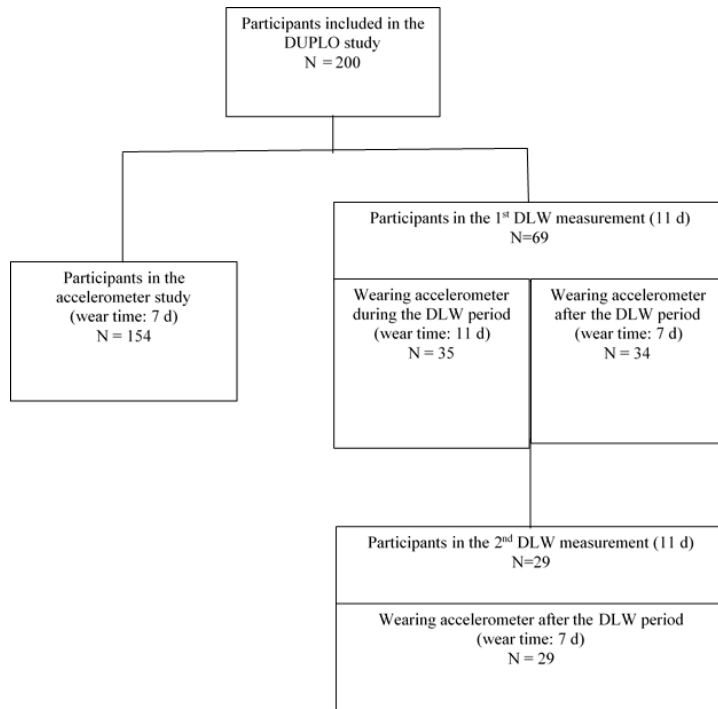 Participants included in the
DUPLO study
N = 200
Participants in the
accelerometer study
(wear time: 7 d)
N = 154
Participants in the 1st DLW measurement (11 d)
N=69
Wearing accelerometer
during the DLW period
(wear time: 11 d)
N = 35
Wearing accelerometer
after the DLW period
(wear time: 7 d)
N = 34
Participants in the 2nd DLW measurement (11 d)
N=29
Wearing accelerometer after the DLW period
(wear time: 7 d)
N = 29